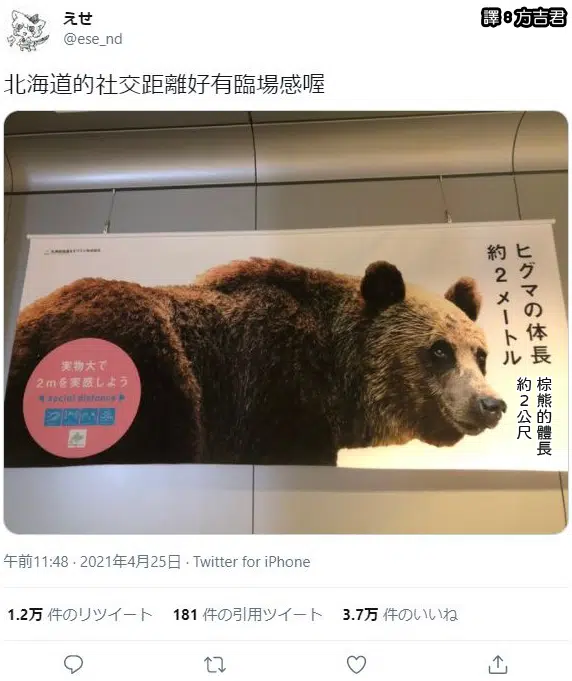 えせ
@ese_nd
譯8方吉君
北海道的社交距離好有臨場感喔
ヒグマの体長
約2メートル
棕熊的體長
約2公尺
実物大で
2mを実感しよう
social distance
午前11:48 · 2021年4月25日 · Twitter for iPhone
1.2万 件のリツイート 181 件の引用ツイート 3.7万 件のいいね